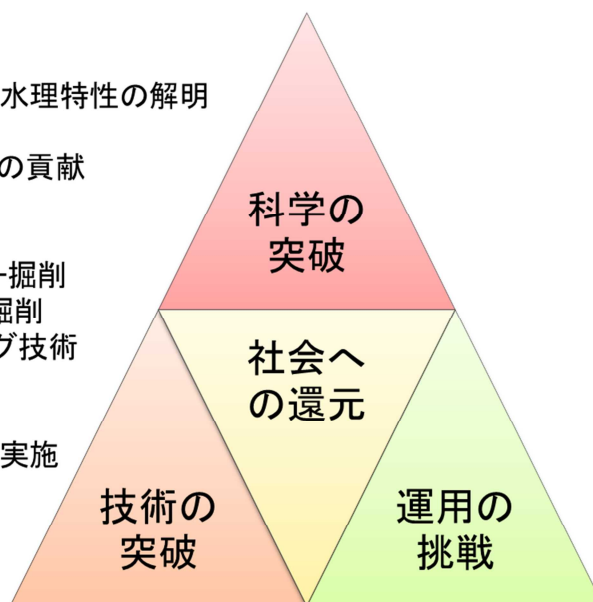 水理特性の解明
の貢献
掘削
掘削
グ技術
実施
科学の
突破
社会へ
の還元
技術の
突破
運用の
挑戦